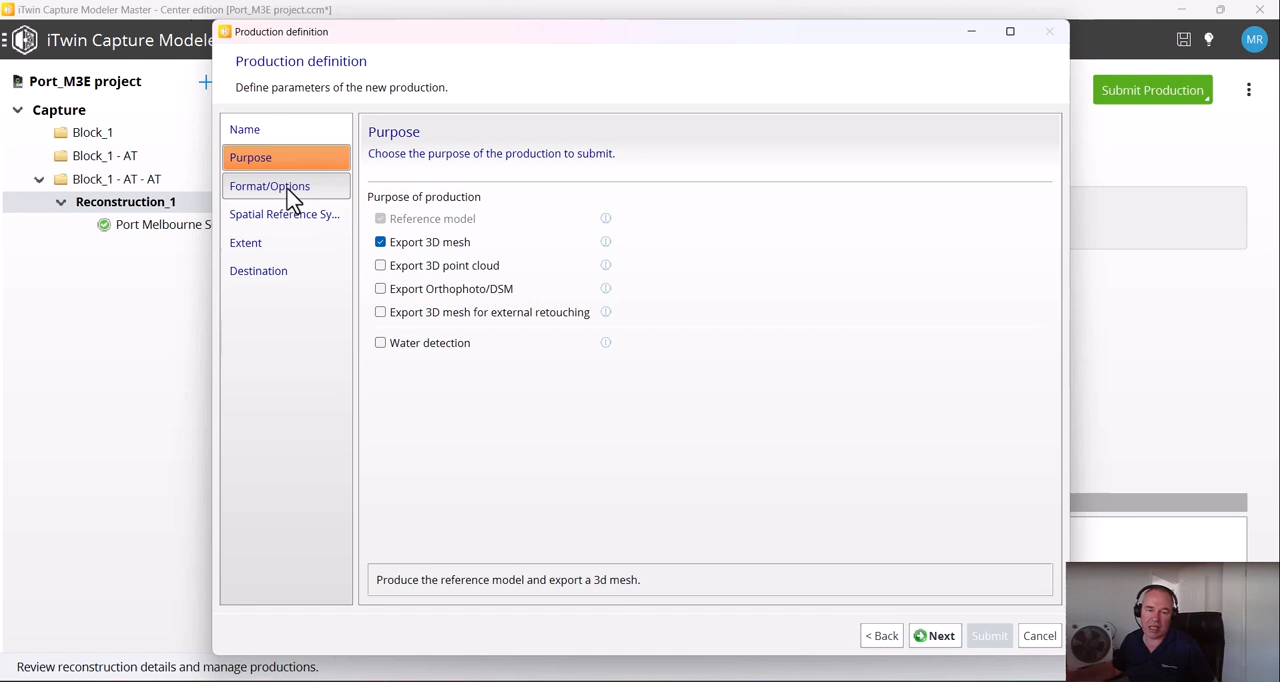 iTwin Capture Modeler Master - Center edition [Port_M3E project.ccm*]
iTwin Capture Modele
MR
Port_M3E project
Capture
Block_1
Block_1 - AT
Block_1 - AT - AT
Reconstruction_1
Port Melbourne S
Submit Production
Production definition
Production definition
Define parameters of the new production.
Name
Purpose
Format/Options
Spatial Reference Sy...
Extent
Destination
Purpose
Choose the purpose of the production to submit.
Purpose of production
Reference model
Export 3D mesh
Export 3D point cloud
Export Orthophoto/DSM
Export 3D mesh for external retouching
Water detection
Produce the reference model and export a 3d mesh.
< Back
Next
Submit
Cancel
Review reconstruction details and manage productions.